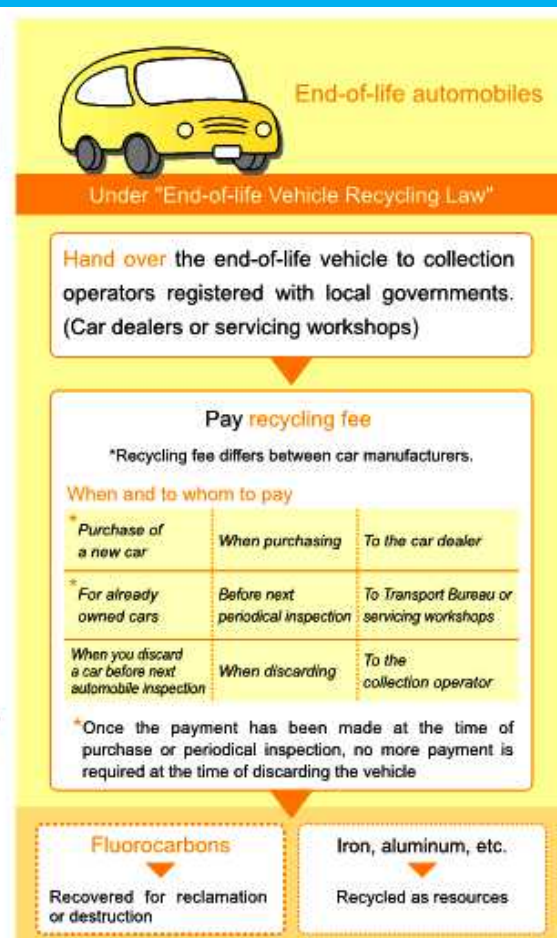 End-of-life automobiles
Under "End-of-life Vehicle Recycling Law"
Hand over the end-of-life vehicle to collection
operators registered with local governments.
(Car dealers or servicing workshops)
Pay recycling fee
*Recycling fee differs between car manufacturers.
When and to whom to pay
* Purchase of
a new car
When purchasing
To the car dealer
* For already
owned cars
Before next
periodical inspection
To Transport Bureau or
servicing workshops
When you discard
a car before next
automobile inspection
When discarding
To the
collection operator
*Once the payment has been made at the time of
purchase or periodical inspection, no more payment is
required at the time of discarding the vehicle
Fluorocarbons
Recovered for reclamation
or destruction
Iron, aluminum, etc.
Recycled as resources